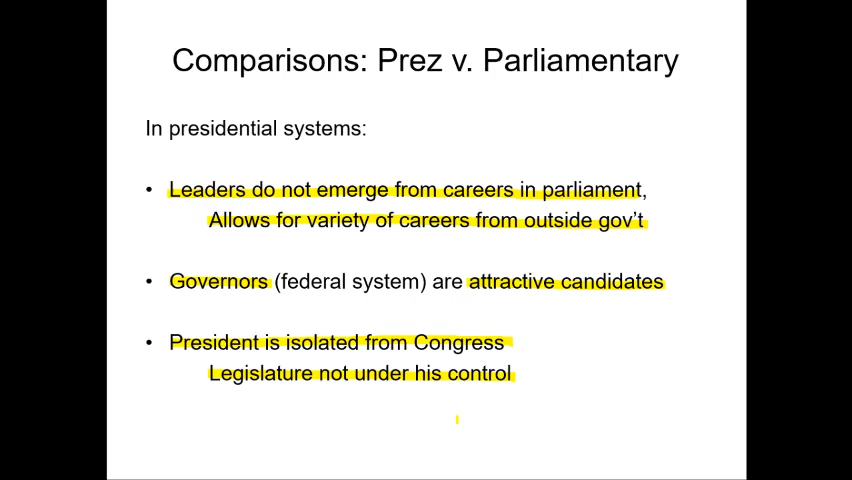 Comparisons: Prez v. Parliamentary
In presidential systems:
• Leaders do not emerge from careers in parliament,
Allows for variety of careers from outside gov’t
• Governors (federal system) are attractive candidates
• President is isolated from Congress
Legislature not under his control